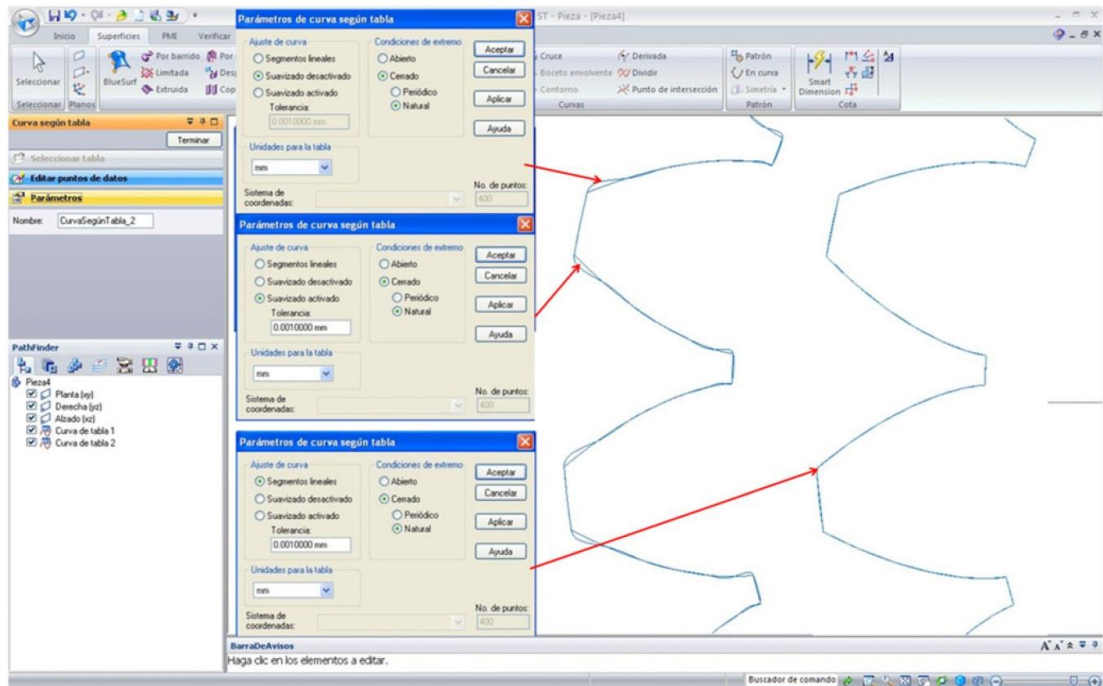 ST - Pieza - [Pieza4]
Inicio
Superficies
PMI
Verificar
Seleccionar
Seleccionar
Planos
BlueSurf
Por barrido
Limitada
Extruida
Por
Cop
Cruce
Boceto envolvente
Contorno
Derivada
Dividir
Punto de intersección
Curvas
Patrón
En curva
Simetría
Patrón
Smart
Dimension
Cota
Curva según tabla
Terminar
Seleccionar tabla
Editar puntos de datos
Parámetros
Nombre: CurvaSegúnTabla_2
PathFinder
Pieza4
Planta (xy)
Derecha (yz)
Alzado (xz)
Curva de tabla 1
Curva de tabla 2
Parámetros de curva según tabla
Ajuste de curva
Segmentos lineales
Suavizado desactivado
Suavizado activado
Tolerancia:
0.0010000 mm
Condiciones de extremo
Abierto
Cerrado
Periódico
Natural
Aceptar
Cancelar
Aplicar
Ayuda
Unidades para la tabla
mm
Sistema de
coordenadas:
No. de puntos:
400
Parámetros de curva según tabla
Ajuste de curva
Segmentos lineales
Suavizado desactivado
Suavizado activado
Tolerancia:
0.0010000 mm
Condiciones de extremo
Abierto
Cerrado
Periódico
Natural
Aceptar
Cancelar
Aplicar
Ayuda
Unidades para la tabla
mm
Sistema de
coordenadas:
No. de puntos:
400
Parámetros de curva según tabla
Ajuste de curva
Segmentos lineales
Suavizado desactivado
Suavizado activado
Tolerancia:
0.0010000 mm
Condiciones de extremo
Abierto
Cerrado
Periódico
Natural
Aceptar
Cancelar
Aplicar
Ayuda
Unidades para la tabla
mm
Sistema de
coordenadas:
No. de puntos:
400
BarraDeAvisos
Haga clic en los elementos a editar.
Buscador de comando